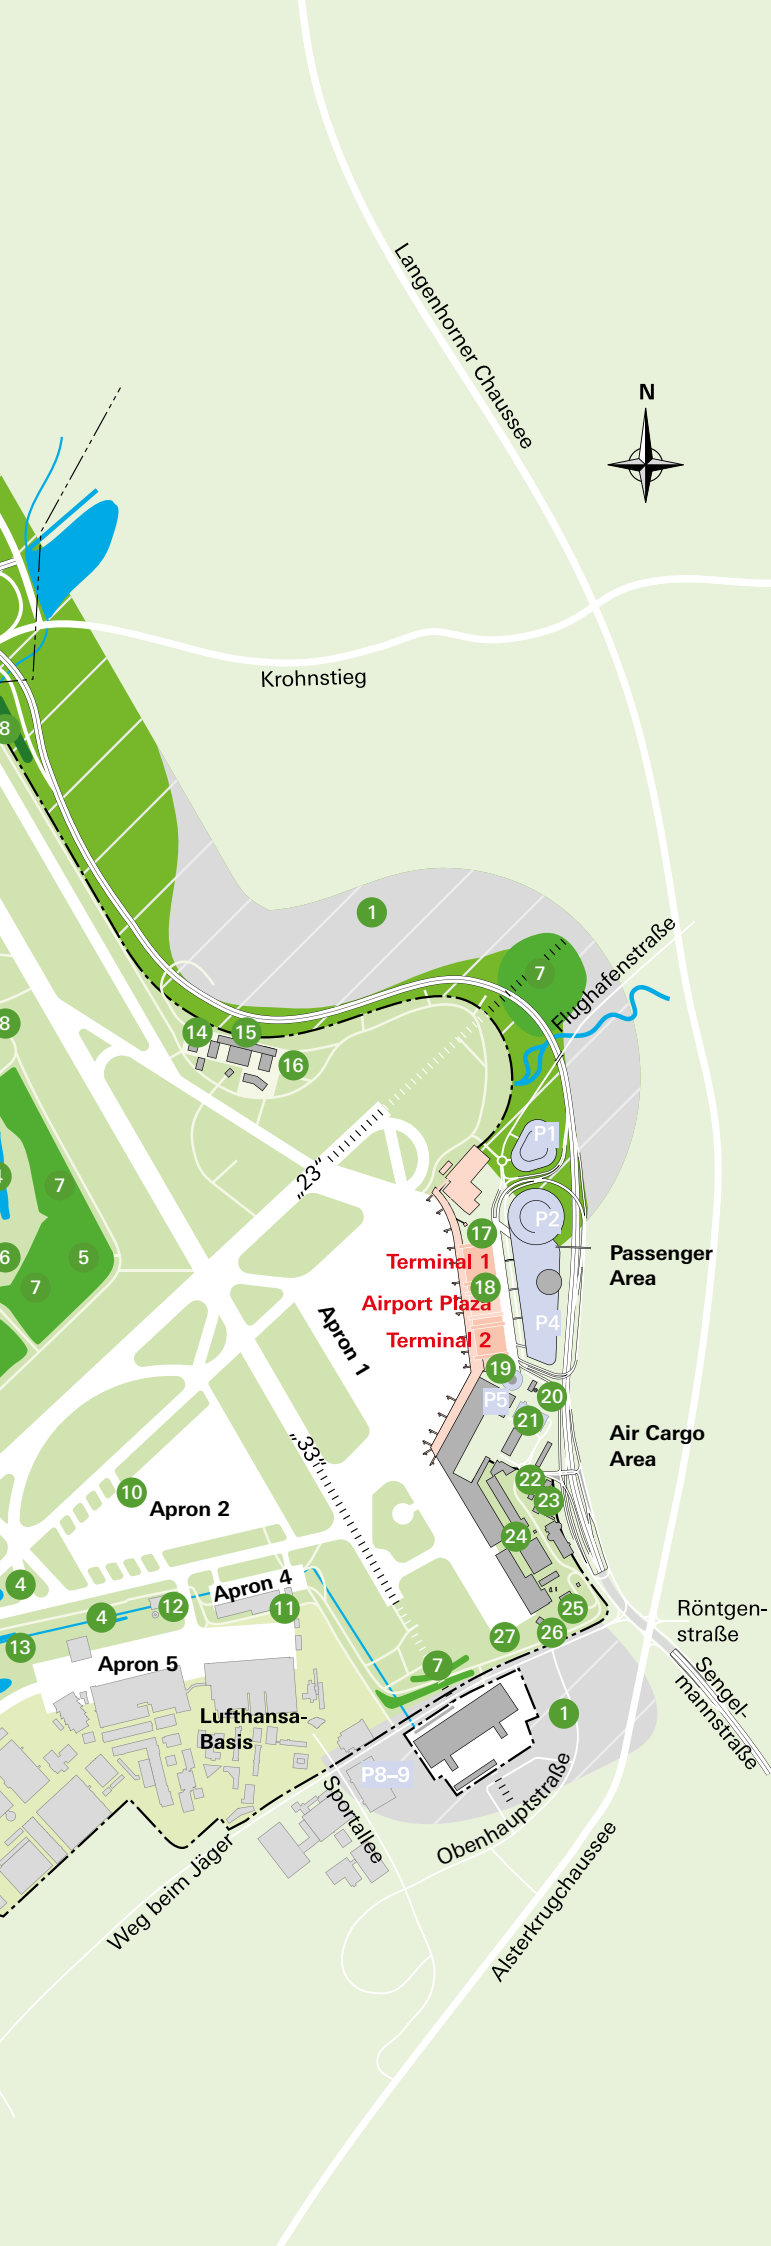 Langenhorner Chaussee
N
Krohnstieg
8
1
7
Flughafenstraße
8
14
15
16
P1
7
„23“
P2
17
5
6
7
Terminal 1
Passenger
Area
18
Airport Plaza
Apron 1
P4
Terminal 2
19
20
P5
21
Air Cargo
Area
„33“
22
10
23
Apron 2
24
4
Apron 4
12
11
4
25
Röntgen-
straße
13
26
27
Apron 5
7
Sengel-
mannstraße
Lufthansa-
Basis
1
P8–9
Sportallee
Obenhauptstraße
Weg beim Jäger
Alsterkrugchaussee